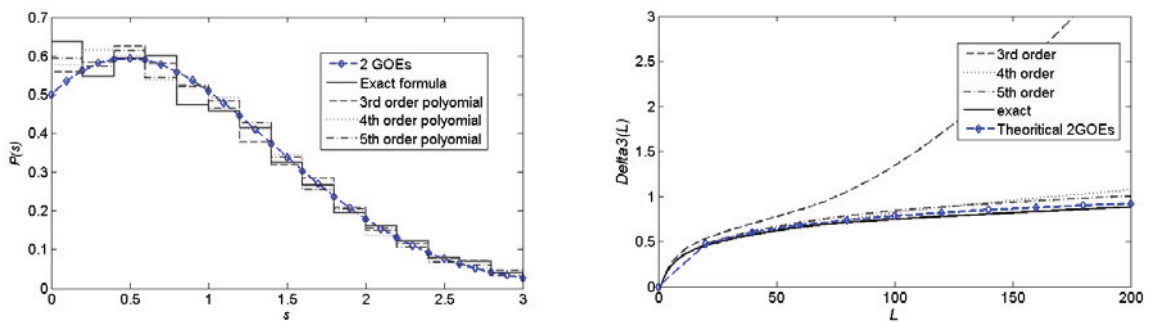 0.7
0.6
0.5
0.4
0.3
0.2
0.1
0
P(s)
2 GOEs
Exact formula
3rd order polyomial
4th order polyomial
5th order polyomial
0 0.5 1 1.5 2 2.5 3
s
3
2.5
2
1.5
1
0.5
0
Delta3(L)
3rd order
4th order
5th order
exact
Theoritical 2GOEs
0 50 100 150 200
L